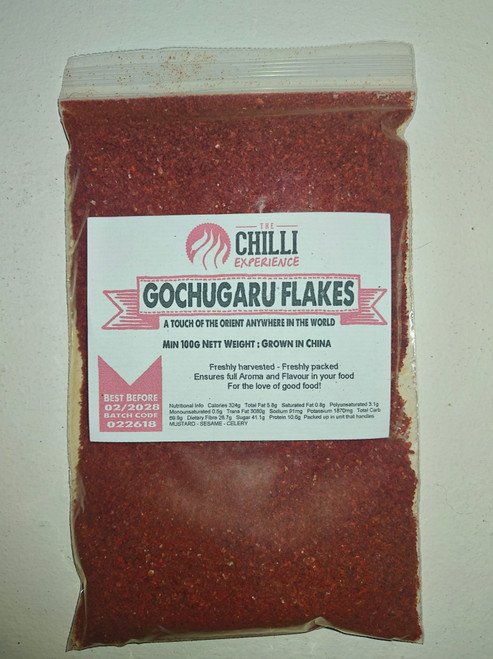 THE
CHILLI
EXPERIENCE
GOCHUGARU FLAKES
A TOUCH OF THE ORIENT ANYWHERE IN THE WORLD
MIN 100G NETT WEIGHT : GROWN IN CHINA
Freshly harvested - Freshly packed
Ensures full Aroma and Flavour in your food
For the love of good food!
BEST BEFORE
02/2028
BATCH CODE
022618
Nutritional Info Calories 324g Total Fat 5.8g Saturated Fat 0.8g Polyunsaturated 3.1g
Monounsaturated 0.5g Trans Fat 3080g Sodium 91mg Potassium 1870mg Total Carb
69.9g Dietary Fibre 28.7g Sugar 41.1g Protein 10.6g Packed up in unit that handles
MUSTARD - SESAME - CELERY